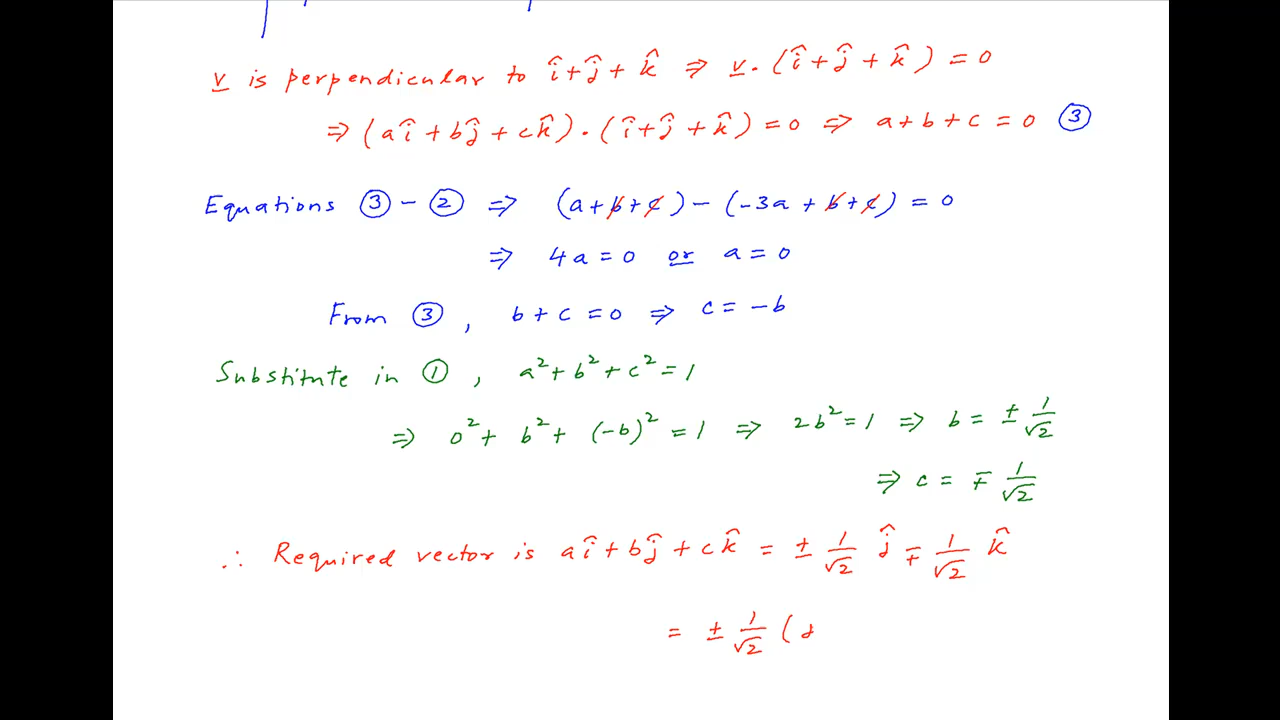 v is perpendicular to î+ĵ+k̂ ⇒ v·(î+ĵ+k̂)=0
⇒ (aî+bĵ+ck̂)·(î+ĵ+k̂)=0 ⇒ a+b+c=0 ③
Equations ③-② ⇒ (a+b+c)-(-3a+b+c)=0
⇒ 4a=0 or a=0
From ③, b+c=0 ⇒ c=-b
Substitute in ①, a²+b²+c²=1
⇒ 0²+b²+(-b)²=1 ⇒ 2b²=1 ⇒ b=±1/√2
⇒ c=∓1/√2
∴ Required vector is aî+bĵ+ck̂ = ±1/√2 ĵ ∓ 1/√2 k̂
= ±1/√2 (